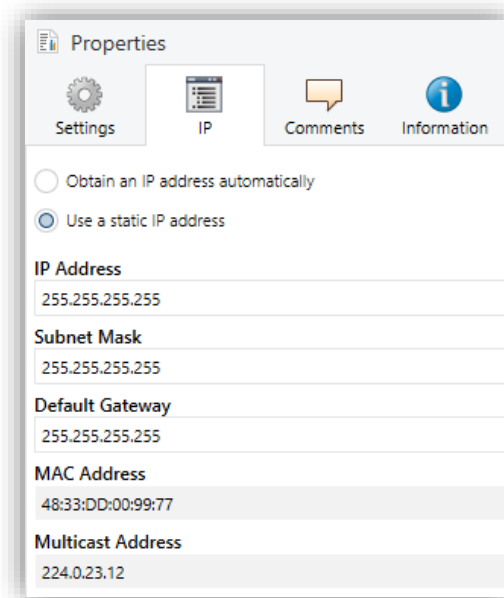 Properties
Settings IP Comments Information
Obtain an IP address automatically
Use a static IP address
IP Address
255.255.255.255
Subnet Mask
255.255.255.255
Default Gateway
255.255.255.255
MAC Address
48:33:DD:00:99:77
Multicast Address
224.0.23.12